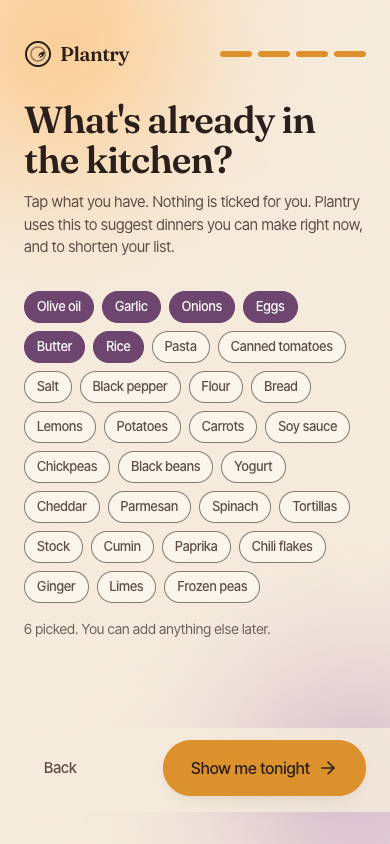 Plantry
What's already in
the kitchen?
Tap what you have. Nothing is ticked for you. Plantry
uses this to suggest dinners you can make right now,
and to shorten your list.
Olive oil Garlic Onions Eggs
Butter Rice Pasta Canned tomatoes
Salt Black pepper Flour Bread
Lemons Potatoes Carrots Soy sauce
Chickpeas Black beans Yogurt
Cheddar Parmesan Spinach Tortillas
Stock Cumin Paprika Chili flakes
Ginger Limes Frozen peas
6 picked. You can add anything else later.
Back Show me tonight →